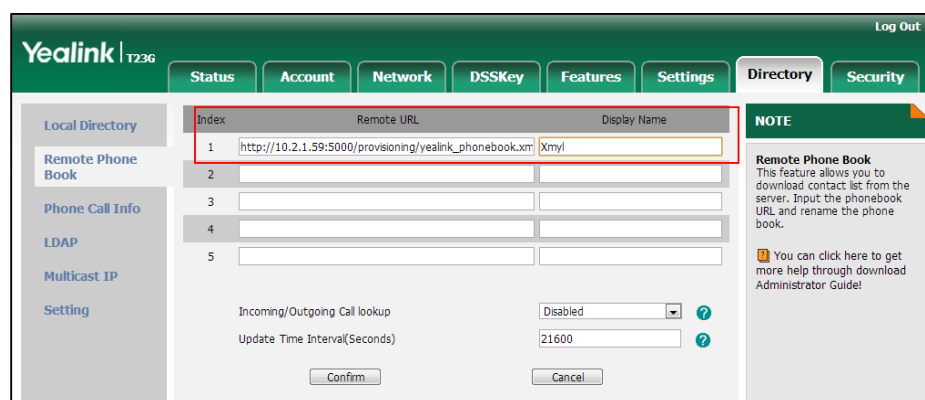 Log Out
Yealink T23G
Status Account Network DSSKey Features Settings Directory Security
Local Directory
Remote Phone
Book
Phone Call Info
LDAP
Multicast IP
Setting
Index Remote URL Display Name
1 http://10.2.1.59:5000/provisioning/yealink_phonebook.xm Xmyl
2
3
4
5
Incoming/Outgoing Call lookup Disabled ?
Update Time Interval(Seconds) 21600 ?
Confirm Cancel
NOTE
Remote Phone Book
This feature allows you to
download contact list from the
server. Input the phonebook
URL and rename the phone
book.
? You can click here to get
more help through download
Administrator Guide!